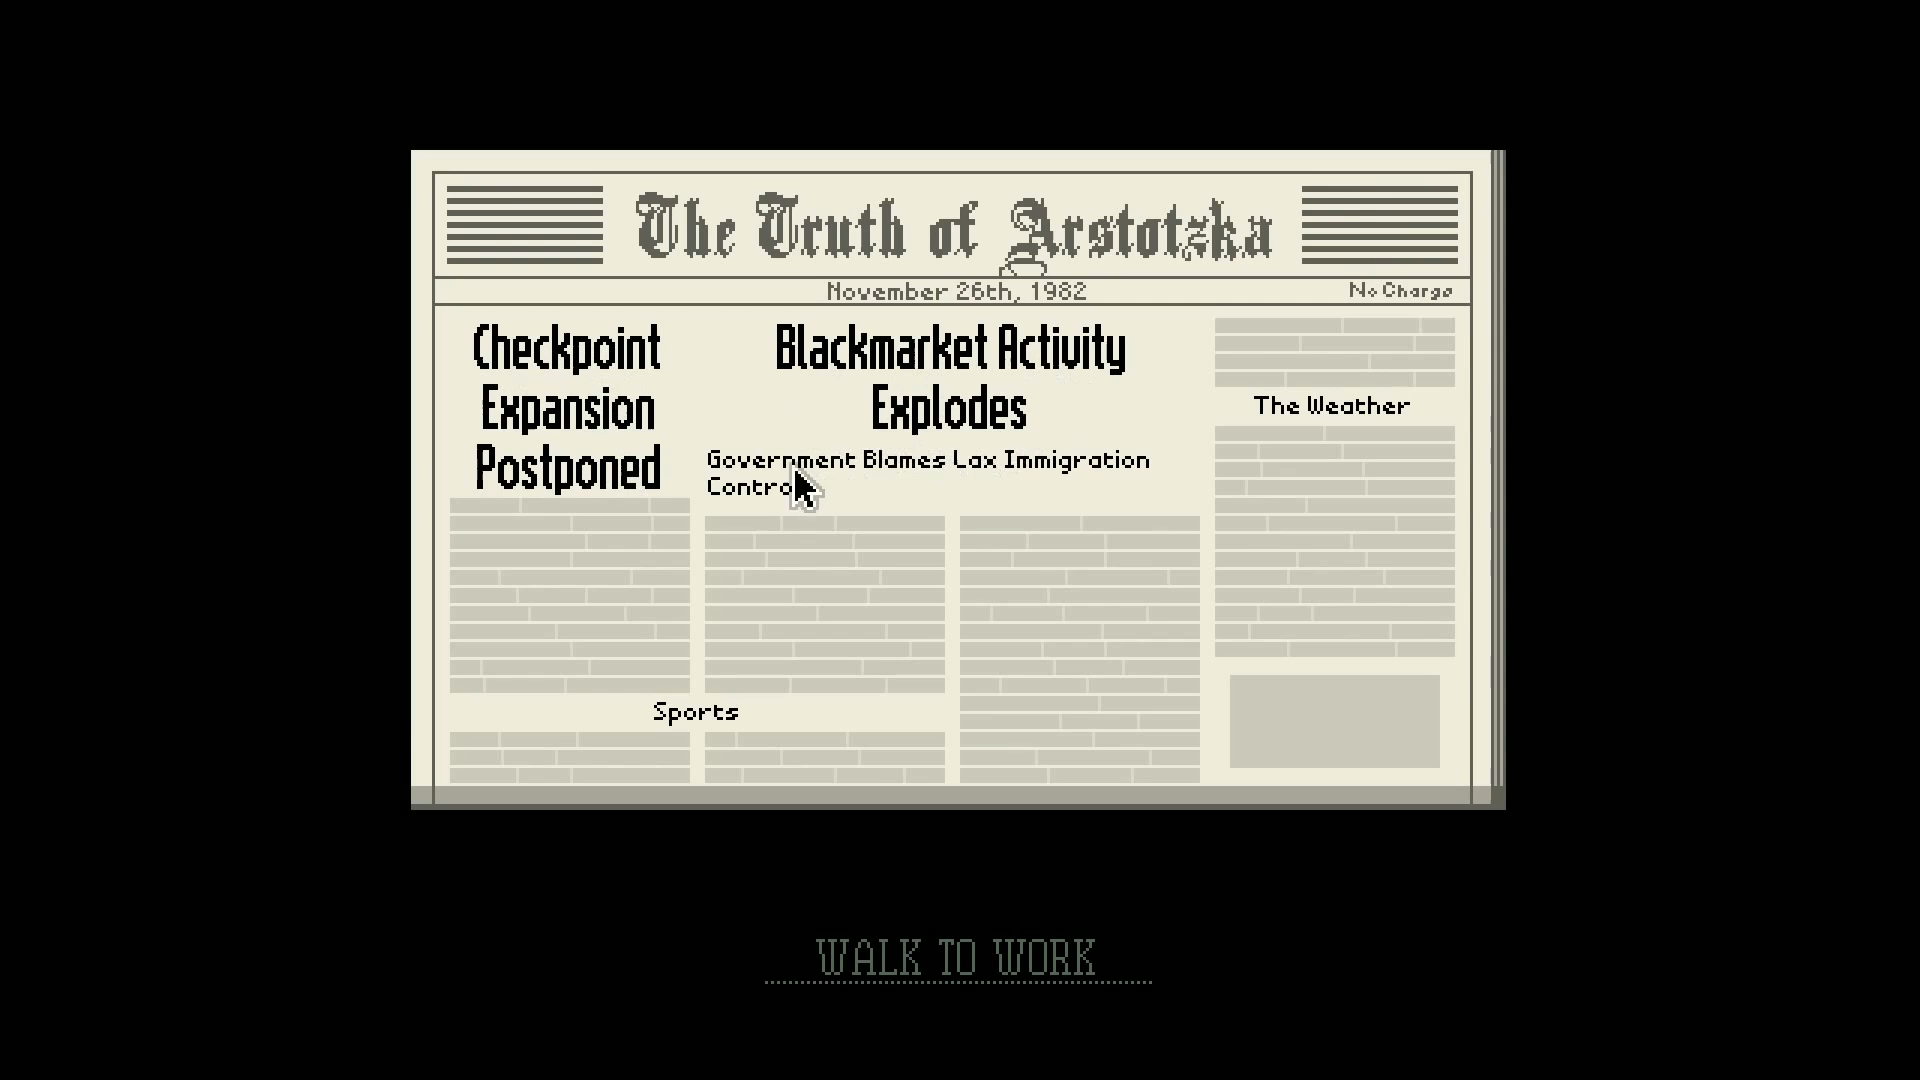 The Truth of Arstotzka
November 26th, 1982
No Charge
Checkpoint
Expansion
Postponed
Blackmarket Activity
Explodes
Government Blames Lax Immigration
Contro
The Weather
Sports
WALK TO WORK